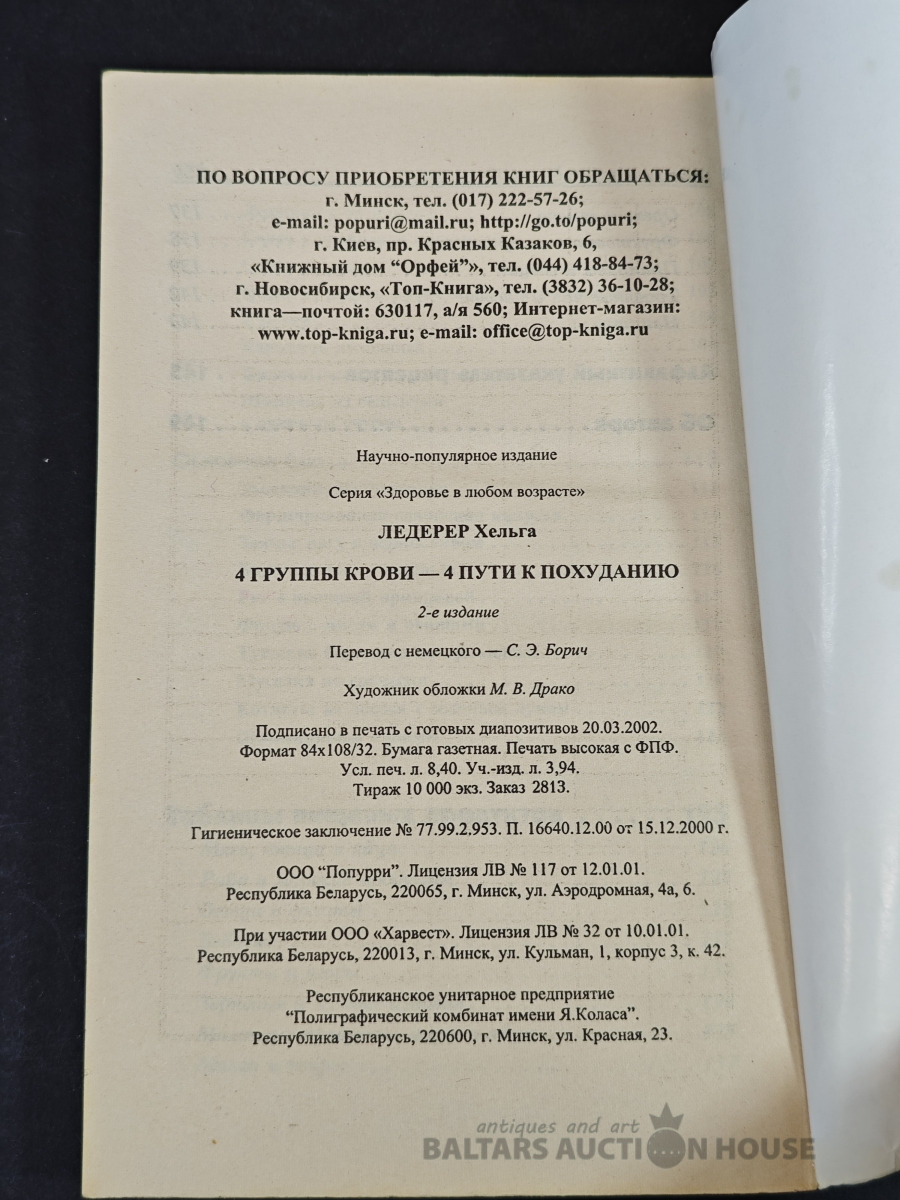 ПО ВОПРОСУ ПРИОБРЕТЕНИЯ КНИГ ОБРАЩАТЬСЯ:
г. Минск, тел. (017) 222-57-26;
e-mail: popuri@mail.ru; http://go.to/popuri;
г. Киев, пр. Красных Казаков, 6,
«Книжный дом “Орфей”», тел. (044) 418-84-73;
г. Новосибирск, «Топ-Книга», тел. (3832) 36-10-28;
книга—почтой: 630117, а/я 560; Интернет-магазин:
www.top-kniga.ru; e-mail: office@top-kniga.ru
Научно-популярное издание
Серия «Здоровье в любом возрасте»
ЛЕДЕРЕР Хельга
4 ГРУППЫ КРОВИ — 4 ПУТИ К ПОХУДАНИЮ
2-е издание
Перевод с немецкого — С. Э. Борич
Художник обложки М. В. Драко
Подписано в печать с готовых диапозитивов 20.03.2002.
Формат 84х108/32. Бумага газетная. Печать высокая с ФПФ.
Усл. печ. л. 8,40. Уч.-изд. л. 3,94.
Тираж 10 000 экз. Заказ 2813.
Гигиеническое заключение № 77.99.2.953. П. 16640.12.00 от 15.12.2000 г.
ООО “Попурри”. Лицензия ЛВ № 117 от 12.01.01.
Республика Беларусь, 220065, г. Минск, ул. Аэродромная, 4а, 6.
При участии ООО «Харвест». Лицензия ЛВ № 32 от 10.01.01.
Республика Беларусь, 220013, г. Минск, ул. Кульман, 1, корпус 3, к. 42.
Республиканское унитарное предприятие
“Полиграфический комбинат имени Я.Коласа”.
Республика Беларусь, 220600, г. Минск, ул. Красная, 23.
antiques and art
BALTARS AUCTION HOUSE